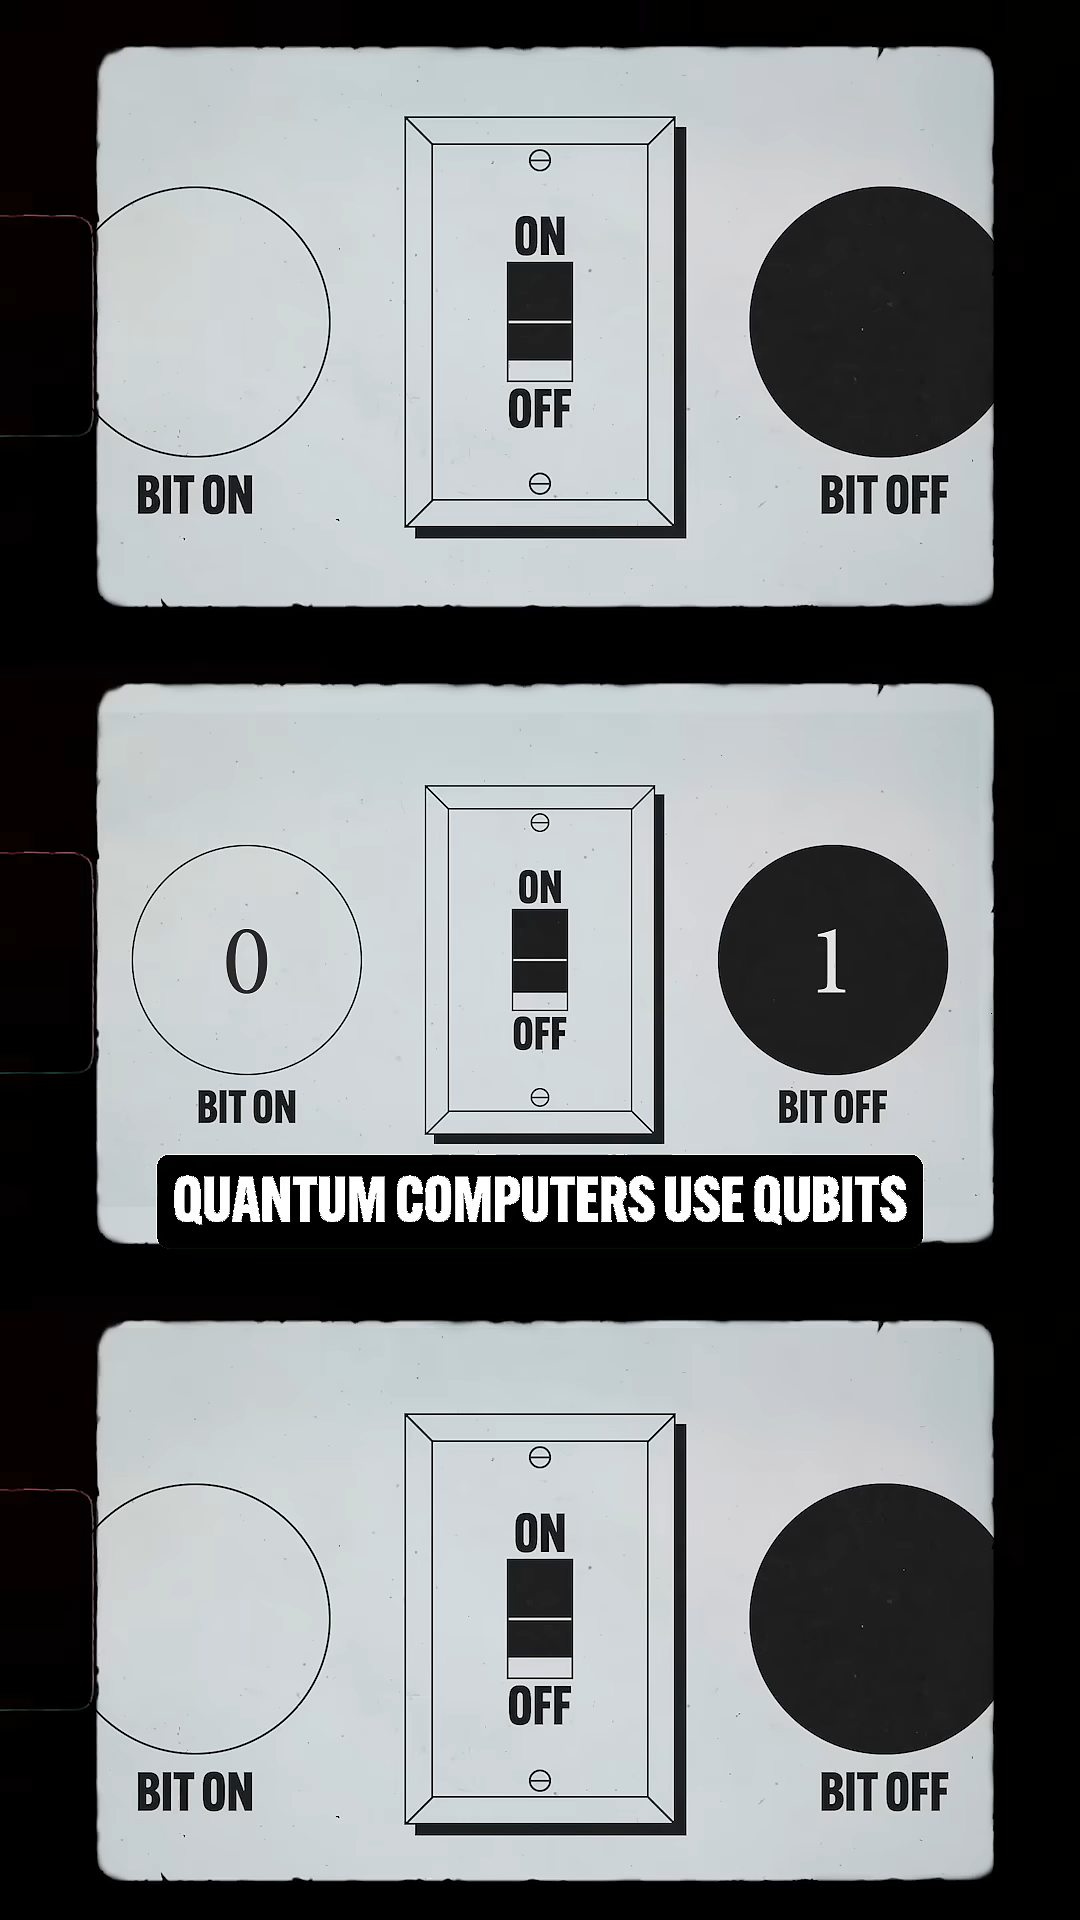 ON
OFF
BIT ON
BIT OFF
ON
0
1
OFF
BIT ON
BIT OFF
QUANTUM COMPUTERS USE QUBITS
ON
OFF
BIT ON
BIT OFF